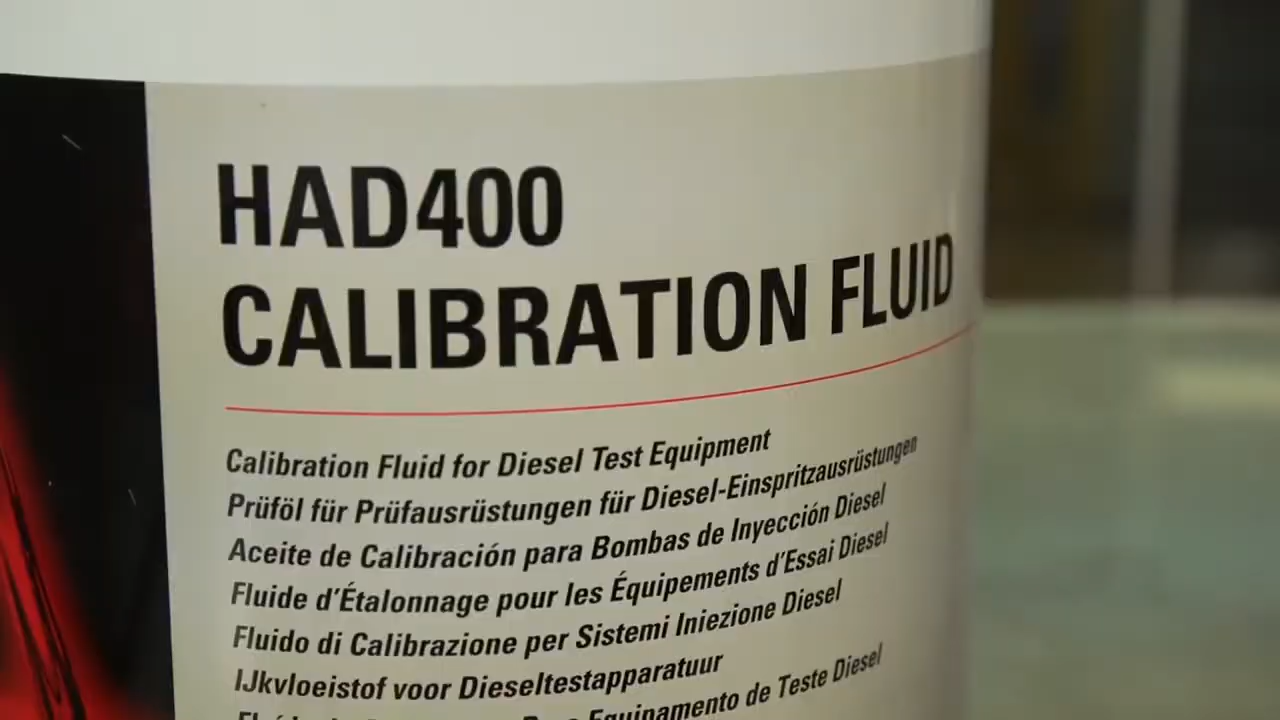 HAD400
CALIBRATION FLUID
Calibration Fluid for Diesel Test Equipment
Prüföl für Prüfausrüstungen für Diesel-Einspritzausrüstungen
Aceite de Calibración para Bombas de Inyección Diesel
Fluide d'Étalonnage pour les Équipements d'Essai Diesel
Fluido di Calibrazione per Sistemi Iniezione Diesel
IJkvloeistof voor Dieseltestapparatuur
Equipamento de Teste Diesel